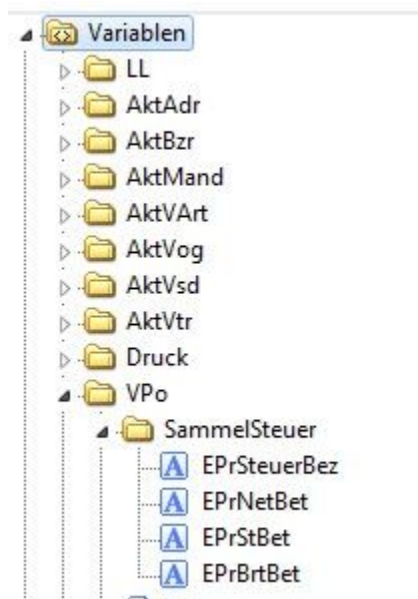 Variablen
LL
AktAdr
AktBzr
AktMand
AktVArt
AktVog
AktVsd
AktVtr
Druck
VPo
SammelSteuer
A EPrSteuerBez
A EPrNetBet
A EPrStBet
A EPrBrtBet